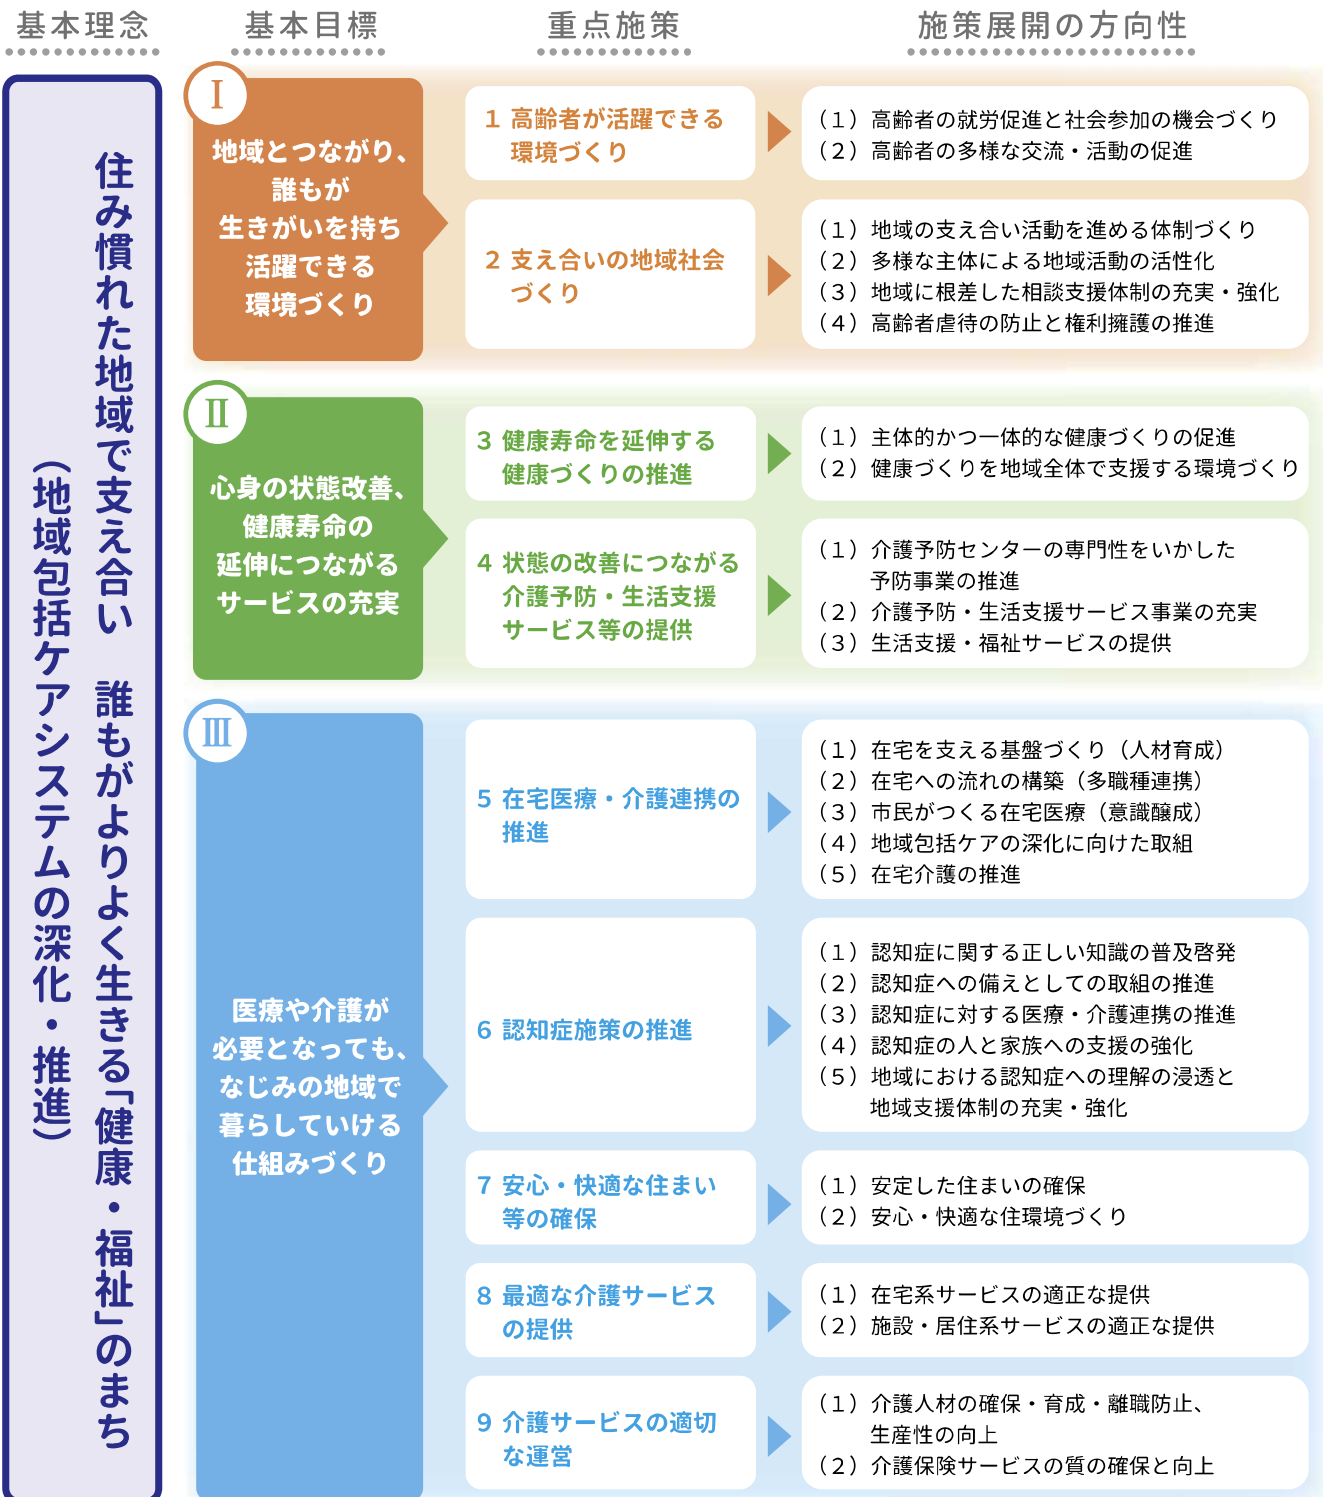 基本理念
基本目標
重点施策
施策展開の方向性
住み慣れた地域で支え合い　誰もがよりよく生きる「健康・福祉」のまち
（地域包括ケアシステムの深化・推進）
Ⅰ
地域とつながり、
誰もが
生きがいを持ち
活躍できる
環境づくり
1 高齢者が活躍できる
環境づくり
（1）高齢者の就労促進と社会参加の機会づくり
（2）高齢者の多様な交流・活動の促進
2 支え合いの地域社会
づくり
（1）地域の支え合い活動を進める体制づくり
（2）多様な主体による地域活動の活性化
（3）地域に根差した相談支援体制の充実・強化
（4）高齢者虐待の防止と権利擁護の推進
Ⅱ
心身の状態改善、
健康寿命の
延伸につながる
サービスの充実
3 健康寿命を延伸する
健康づくりの推進
（1）主体的かつ一体的な健康づくりの促進
（2）健康づくりを地域全体で支援する環境づくり
4 状態の改善につながる
介護予防・生活支援
サービス等の提供
（1）介護予防センターの専門性をいかした
予防事業の推進
（2）介護予防・生活支援サービス事業の充実
（3）生活支援・福祉サービスの提供
Ⅲ
医療や介護が
必要となっても、
なじみの地域で
暮らしていける
仕組みづくり
5 在宅医療・介護連携の
推進
（1）在宅を支える基盤づくり（人材育成）
（2）在宅への流れの構築（多職種連携）
（3）市民がつくる在宅医療（意識醸成）
（4）地域包括ケアの深化に向けた取組
（5）在宅介護の推進
6 認知症施策の推進
（1）認知症に関する正しい知識の普及啓発
（2）認知症への備えとしての取組の推進
（3）認知症に対する医療・介護連携の推進
（4）認知症の人と家族への支援の強化
（5）地域における認知症への理解の浸透と
地域支援体制の充実・強化
7 安心・快適な住まい
等の確保
（1）安定した住まいの確保
（2）安心・快適な住環境づくり
8 最適な介護サービス
の提供
（1）在宅系サービスの適正な提供
（2）施設・居住系サービスの適正な提供
9 介護サービスの適切
な運営
（1）介護人材の確保・育成・離職防止、
生産性の向上
（2）介護保険サービスの質の確保と向上